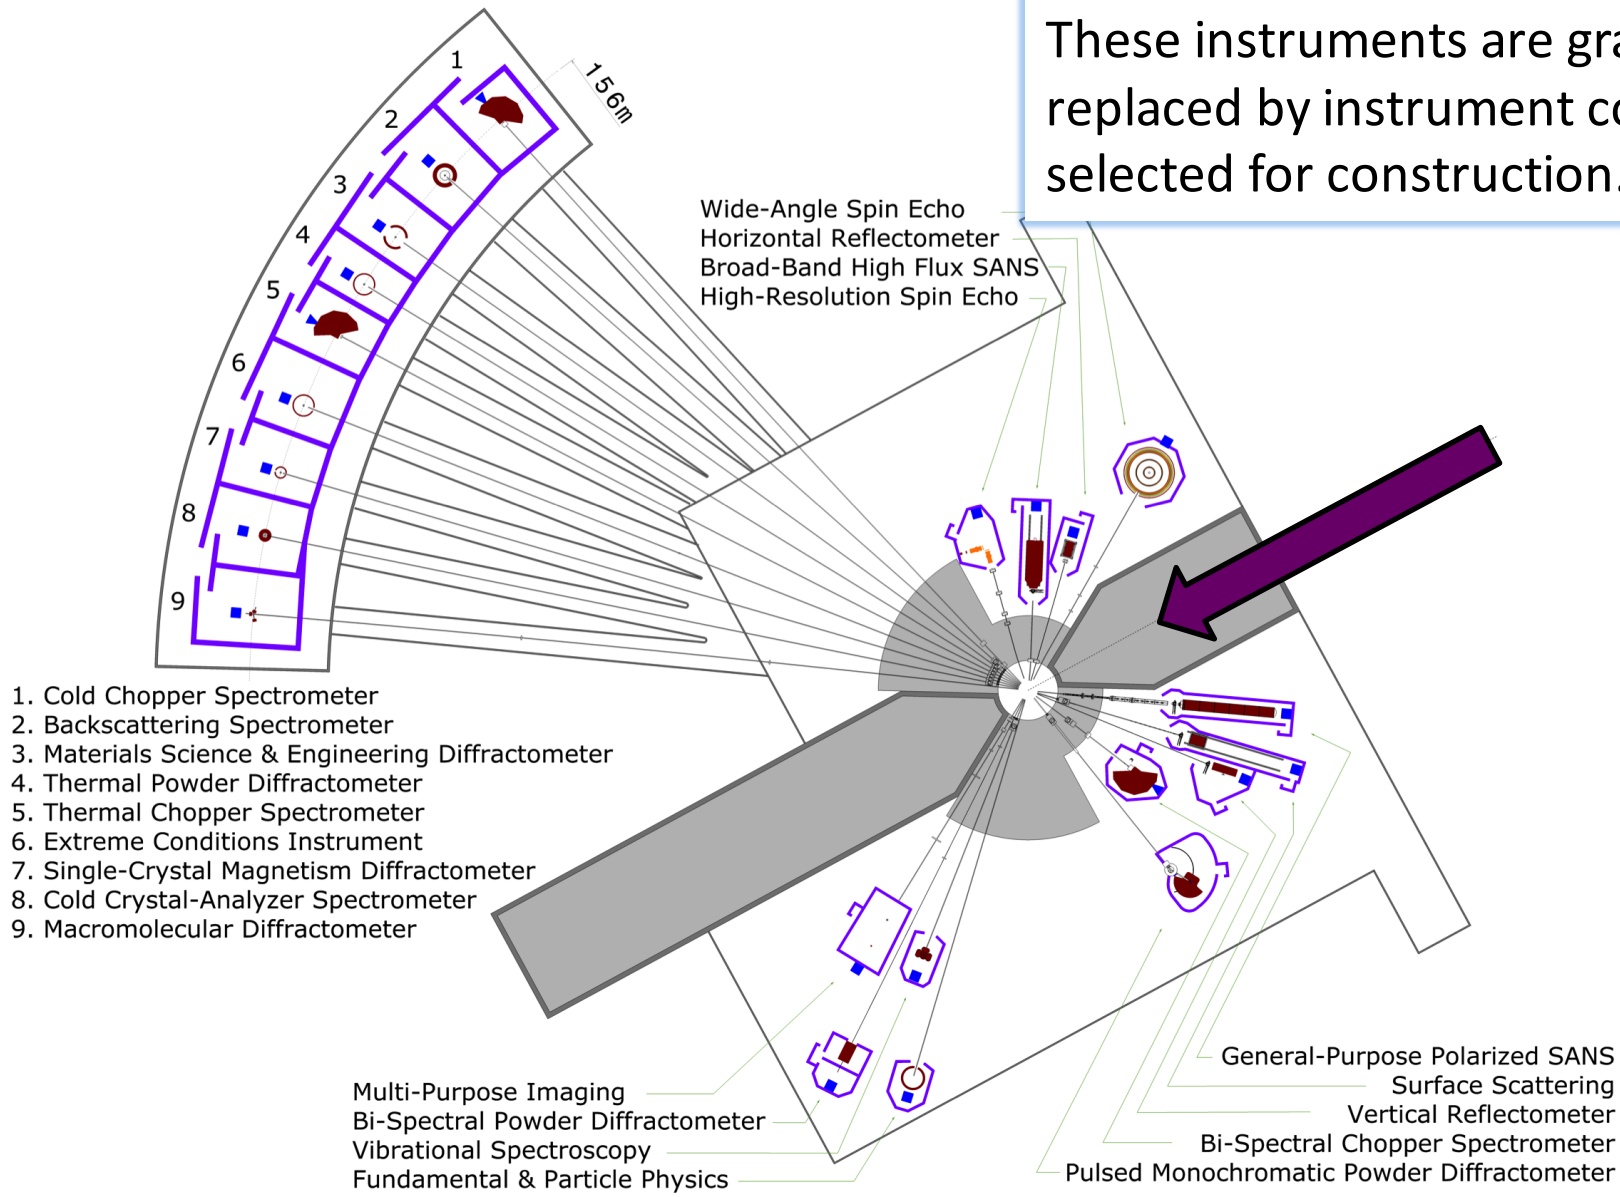 These instruments are
replaced by instrument
selected for construction.
156m
1
2
3
4
5
6
7
8
9
Wide-Angle Spin Echo
Horizontal Reflectometer
Broad-Band High Flux SANS
High-Resolution Spin Echo
1. Cold Chopper Spectrometer
2. Backscattering Spectrometer
3. Materials Science & Engineering Diffractometer
4. Thermal Powder Diffractometer
5. Thermal Chopper Spectrometer
6. Extreme Conditions Instrument
7. Single-Crystal Magnetism Diffractometer
8. Cold Crystal-Analyzer Spectrometer
9. Macromolecular Diffractometer
Multi-Purpose Imaging
Bi-Spectral Powder Diffractometer
Vibrational Spectroscopy
Fundamental & Particle Physics
General-Purpose Polarized SANS
Surface Scattering
Vertical Reflectometer
Bi-Spectral Chopper Spectrometer
Pulsed Monochromatic Powder Diffractometer